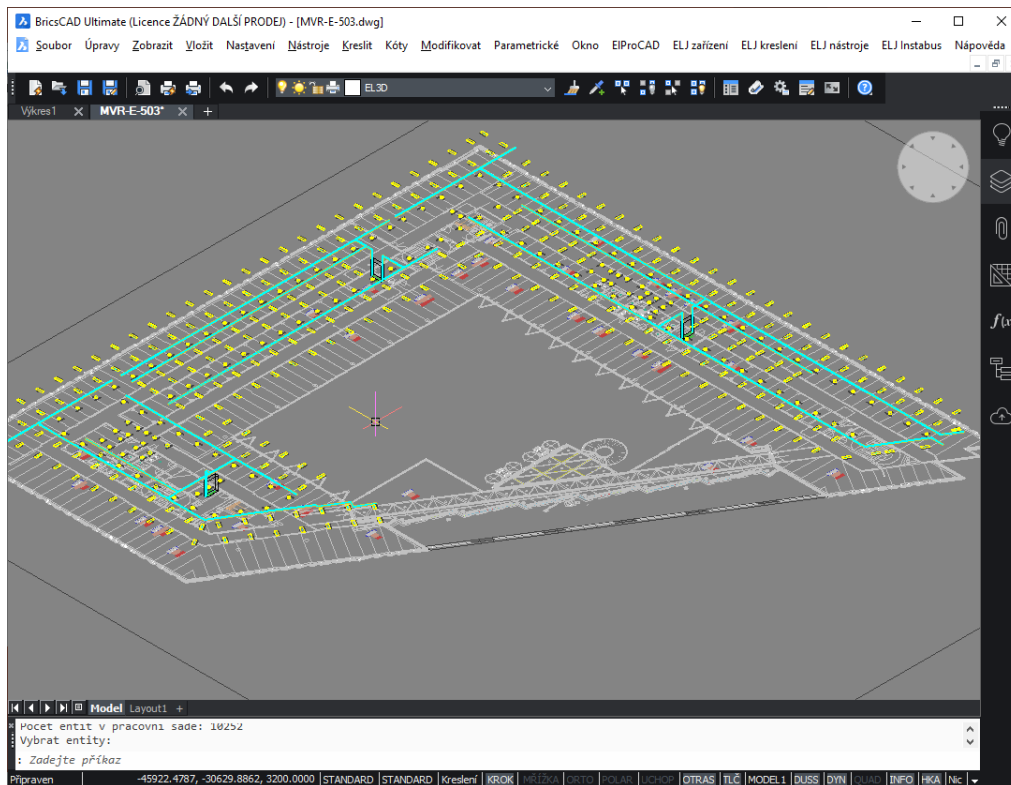 BricsCAD Ultimate (Licence ŽÁDNÝ DALŠÍ PRODEJ) - [MVR-E-503.dwg]
Soubor Úpravy Zobrazit Vložit Nastavení Nástroje Kreslit Kóty Modifikovat Parametrické Okno ElProCAD ELJ zařízení ELJ kreslení ELJ nástroje ELJ Instabus Nápověda
EL3D
Výkres1 MVR-E-503*
Model Layout1 +
Pocet entit v pracovni sade: 10252
Vybrat entity:
: Zadejte příkaz
Připraven -45922.4787, -30629.8862, 3200.0000 STANDARD STANDARD Kreslení KROK MŘÍŽKA ORTO POLAR UCHOP OTRAS TLČ MODEL1 DUSS DYN QUAD INFO HKA Nic